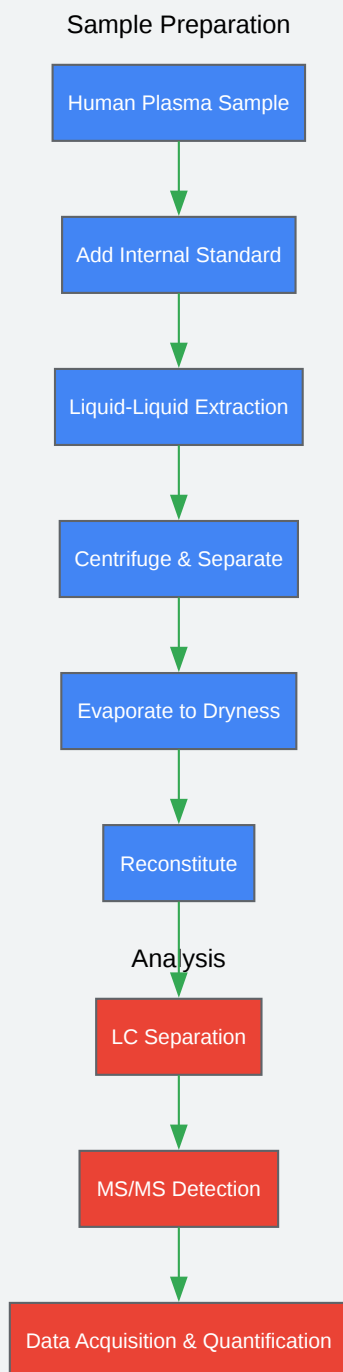 Sample Preparation
Human Plasma Sample
Add Internal Standard
Liquid-Liquid Extraction
Centrifuge & Separate
Evaporate to Dryness
Reconstitute
Analysis
LC Separation
MS/MS Detection
Data Acquisition & Quantification